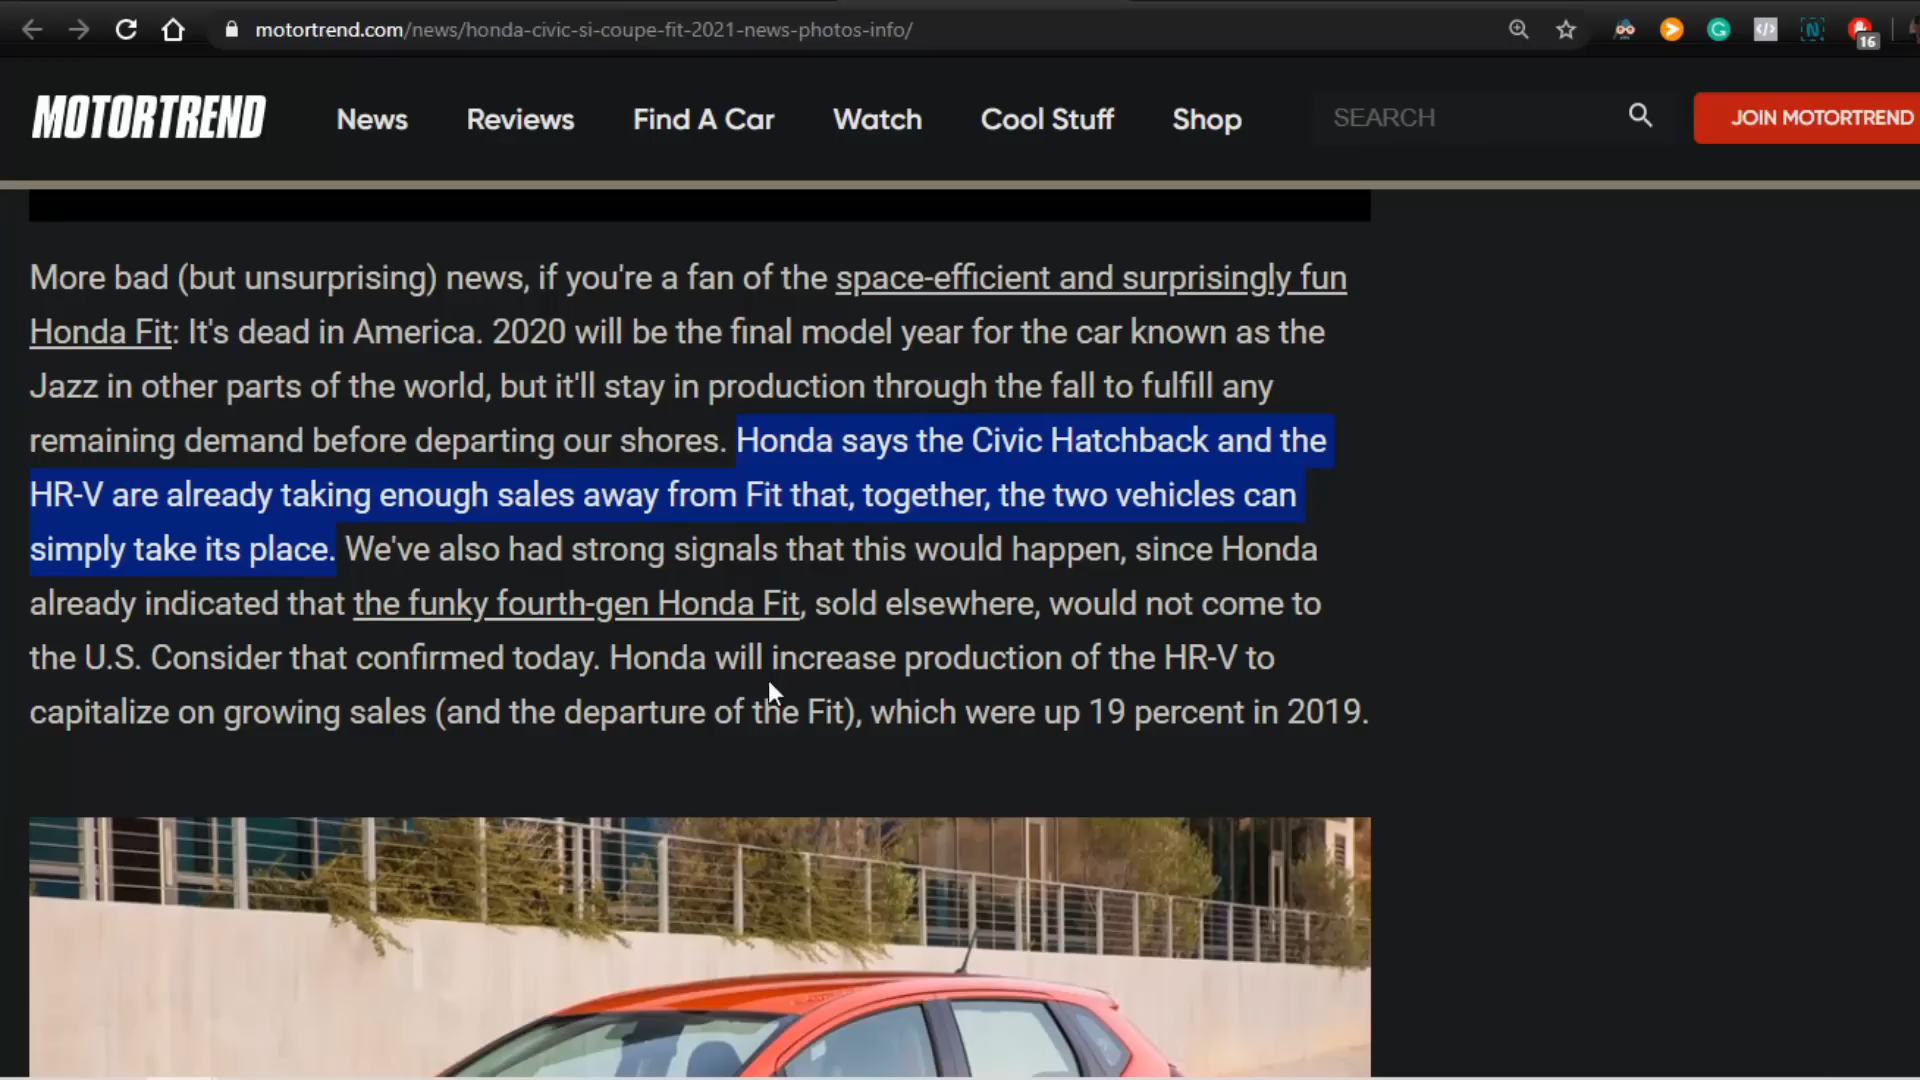 motortrend.com/news/honda-civic-si-coupe-fit-2021-news-photos-info/
16
MOTORTREND
News Reviews Find A Car Watch Cool Stuff Shop SEARCH JOIN MOTORTREND
More bad (but unsurprising) news, if you're a fan of the space-efficient and surprisingly fun
Honda Fit: It's dead in America. 2020 will be the final model year for the car known as the
Jazz in other parts of the world, but it'll stay in production through the fall to fulfill any
remaining demand before departing our shores. Honda says the Civic Hatchback and the
HR-V are already taking enough sales away from Fit that, together, the two vehicles can
simply take its place. We've also had strong signals that this would happen, since Honda
already indicated that the funky fourth-gen Honda Fit, sold elsewhere, would not come to
the U.S. Consider that confirmed today. Honda will increase production of the HR-V to
capitalize on growing sales (and the departure of the Fit), which were up 19 percent in 2019.